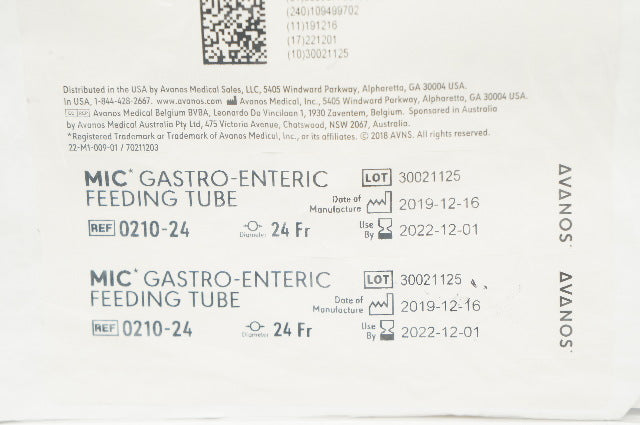 (240)109499702
(11)191216
(17)221201
(10)30021125
Distributed in the USA by Avanos Medical Sales, LLC, 5405 Windward Parkway, Alpharetta, GA 30004 USA.
In USA, 1-844-428-2667. www.avanos.com Avanos Medical, Inc., 5405 Windward Parkway, Alpharetta, GA 30004 USA.
EC REP Avanos Medical Belgium BVBA, Leonardo Da Vincilaan 1, 1930 Zaventem, Belgium. Sponsored in Australia
by Avanos Medical Australia Pty Ltd, 475 Victoria Avenue, Chatswood, NSW 2067, Australia.
*Registered Trademark or Trademark of Avanos Medical, Inc., or its affiliates. © 2018 AVNS. All rights reserved.
22-M1-009-01 / 70211203
MIC* GASTRO-ENTERIC
FEEDING TUBE
REF 0210-24
Diameter 24 Fr
LOT 30021125
Date of
Manufacture 2019-12-16
Use
By 2022-12-01
AVANOS*
MIC* GASTRO-ENTERIC
FEEDING TUBE
REF 0210-24
Diameter 24 Fr
LOT 30021125
Date of
Manufacture 2019-12-16
Use
By 2022-12-01
AVANOS*